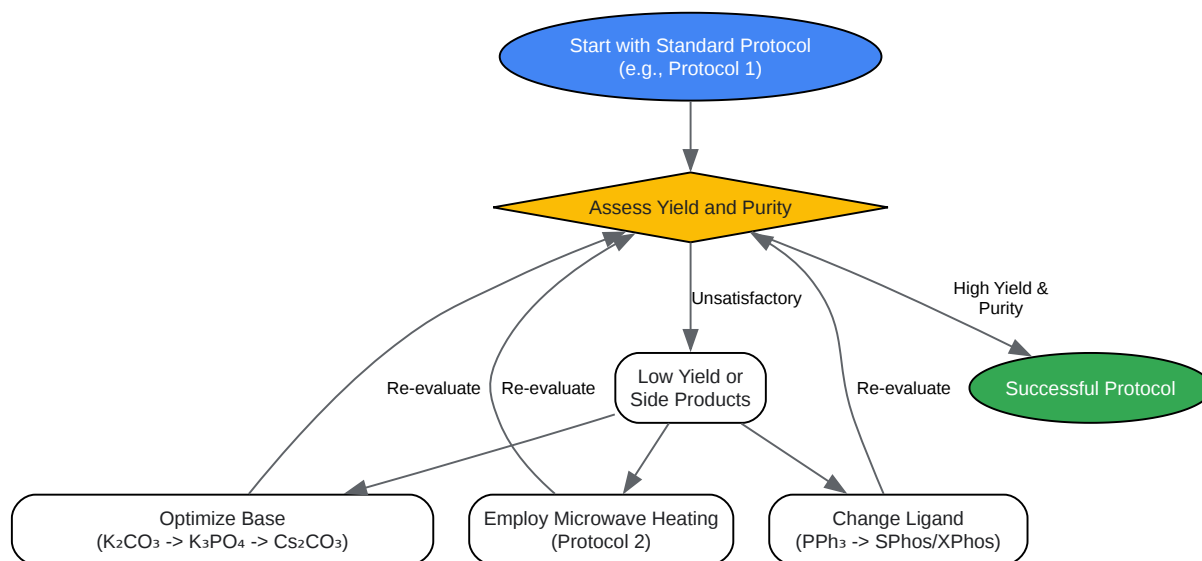 Start with Standard Protocol
(e.g., Protocol 1)
Assess Yield and Purity
Unsatisfactory
High Yield &
Purity
Re-evaluate
Re-evaluate
Low Yield or
Side Products
Re-evaluate
Successful Protocol
Optimize Base
(K₂CO₃ -> K₃PO₄ -> Cs₂CO₃)
Employ Microwave Heating
(Protocol 2)
Change Ligand
(PPh₃ -> SPhos/XPhos)